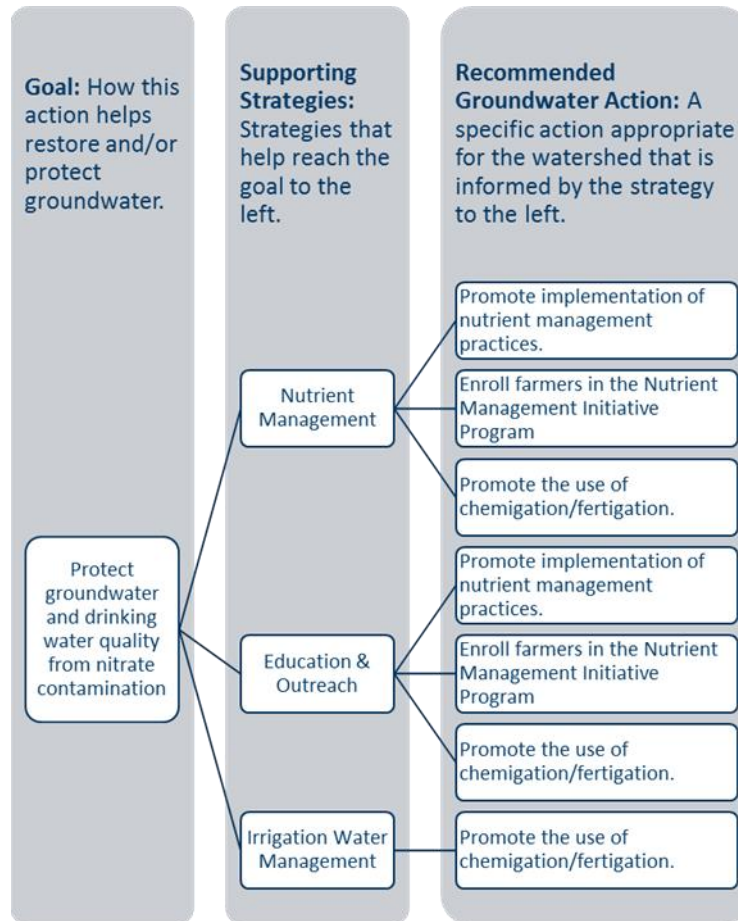 Goal: How this
action helps
restore and/or
protect
groundwater.
Supporting
Strategies:
Strategies that
help reach the
goal to the
left.
Recommended
Groundwater Action: A
specific action appropriate
for the watershed that is
informed by the strategy
to the left.
Protect
groundwater
and drinking
water quality
from nitrate
contamination
Nutrient
Management
Promote implementation of
nutrient management
practices.
Enroll farmers in the Nutrient
Management Initiative
Program
Promote the use of
chemigation/fertigation.
Education &
Outreach
Promote implementation of
nutrient management
practices.
Enroll farmers in the Nutrient
Management Initiative
Program
Promote the use of
chemigation/fertigation.
Irrigation Water
Management
Promote the use of
chemigation/fertigation.